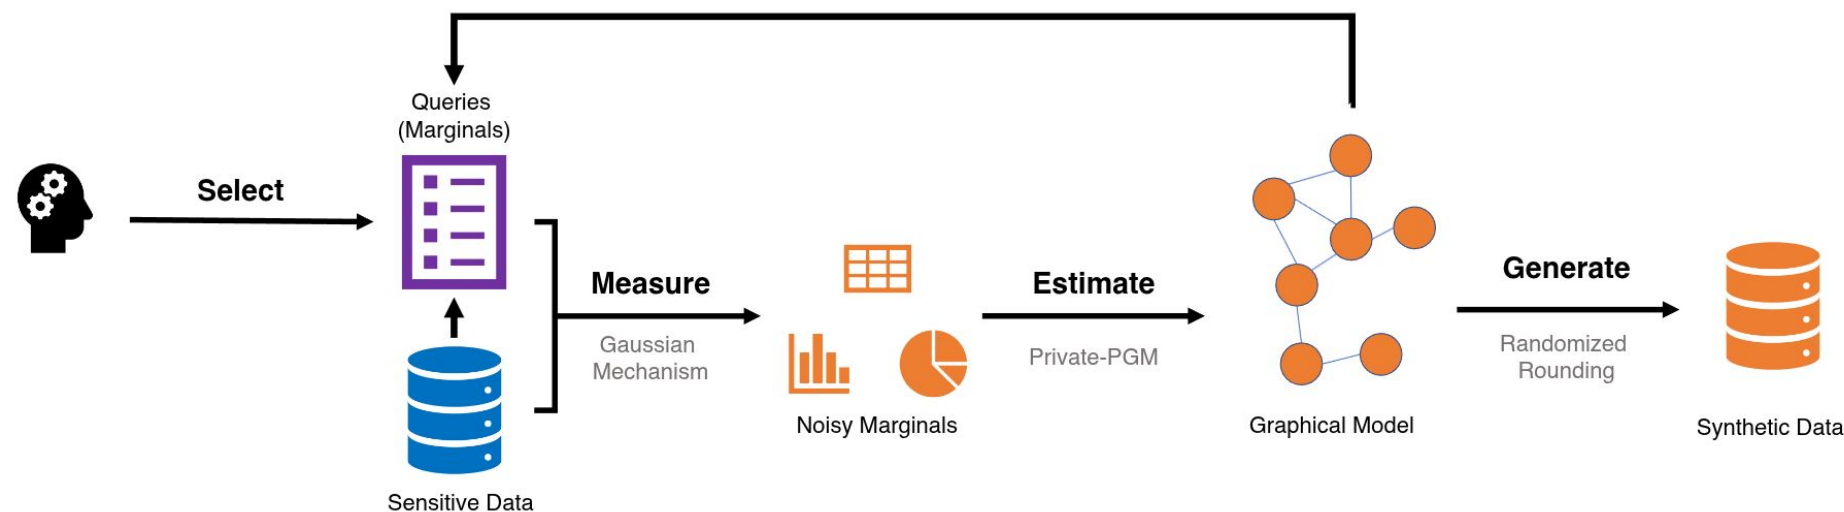 Queries
(Marginals)
Select
Sensitive Data
Measure
Gaussian
Mechanism
Noisy Marginals
Estimate
Private-PGM
Graphical Model
Generate
Randomized
Rounding
Synthetic Data